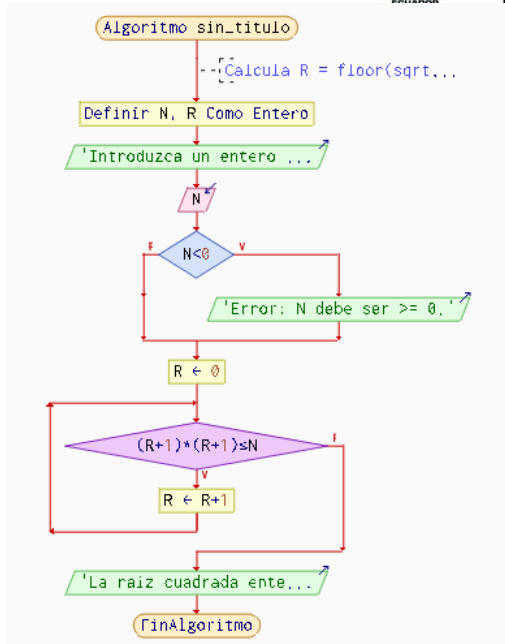 ECUADOR
Algoritmo sin_titulo
Calcula R = floor(sqrt...
Definir N, R Como Entero
'Introduzca un entero ...
N
F
N<0
V
'Error: N debe ser >= 0.'
R ← 0
(R+1)*(R+1)≤N
F
V
R ← R+1
'La raiz cuadrada ente...
FinAlgoritmo